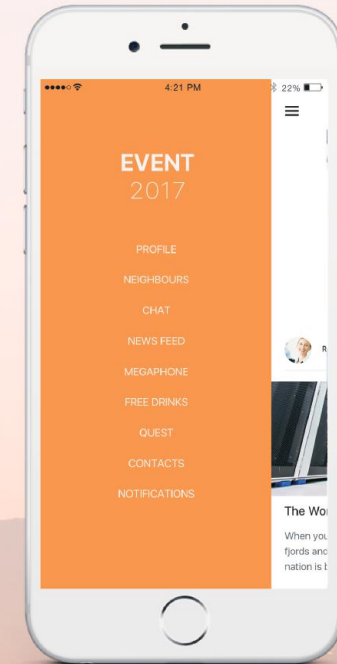 4:21 PM
22%
EVENT
2017
PROFILE
NEIGHBOURS
CHAT
NEWS FEED
MEGAPHONE
FREE DRINKS
QUEST
CONTACTS
NOTIFICATIONS
The
When you
fjords and
nation is